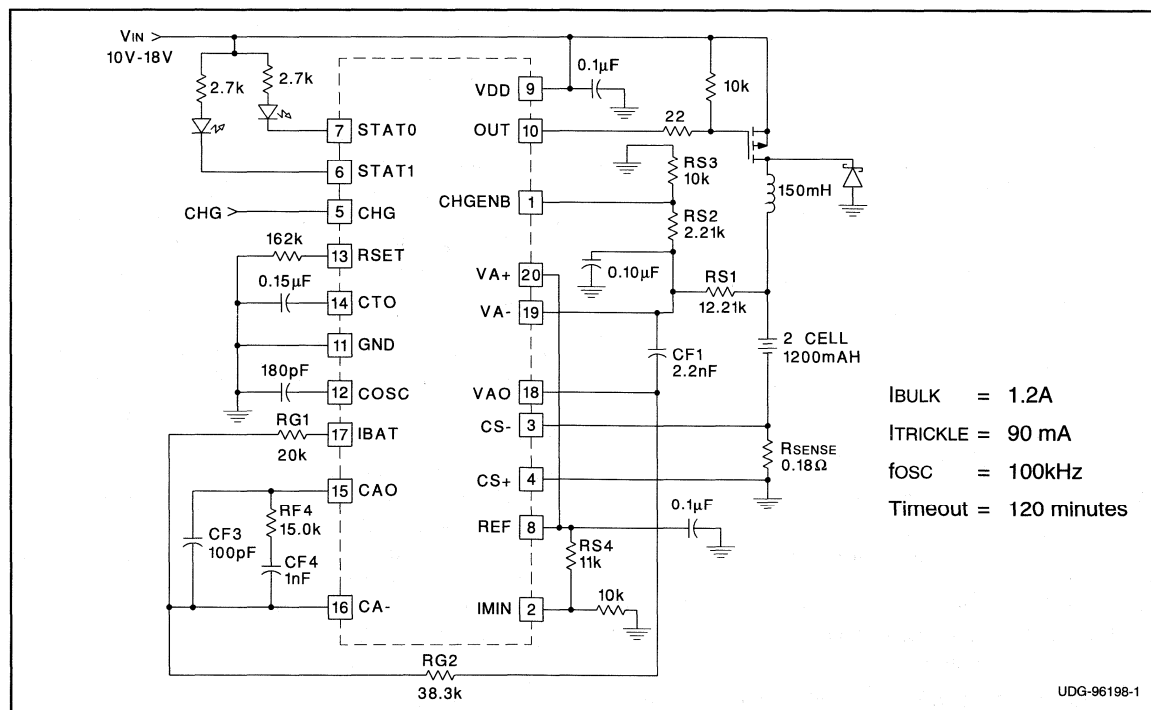 VIN
10V-18V
2.7k
2.7k
0.1µF
10k
VDD
9
OUT
10
22
7
STAT0
6
STAT1
RS3
10k
150mH
CHGENB
1
CHG
5
CHG
RS2
2.21k
162k
13
RSET
0.10µF
VA+
20
RS1
12.21k
0.15µF
14
CTO
VA-
19
11
GND
CF1
2.2nF
2 CELL
1200mAH
180pF
12
COSC
VAO
18
RG1
20k
17
IBAT
CS-
3
RSENSE
0.18Ω
15
CAO
CS+
4
RF4
15.0k
CF3
100pF
REF
8
0.1µF
CF4
1nF
RS4
11k
16
CA-
IMIN
2
10k
RG2
38.3k
IBULK = 1.2A
ITRICKLE = 90 mA
fOSC = 100kHz
Timeout = 120 minutes
UDG-96198-1